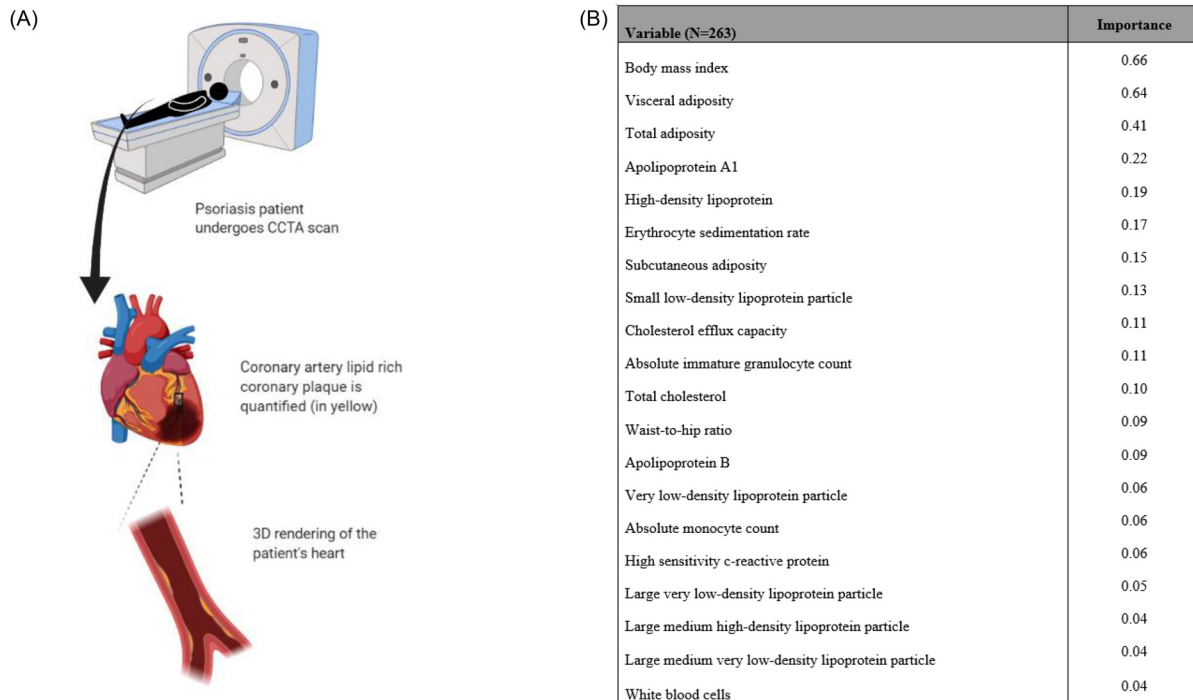 (A)
Psoriasis patient
undergoes CCTA scan
Coronary artery lipid rich
coronary plaque is
quantified (in yellow)
3D rendering of the
patient's heart
(B)
Variable (N=263) Importance
Body mass index 0.66
Visceral adiposity 0.64
Total adiposity 0.41
Apolipoprotein A1 0.22
High-density lipoprotein 0.19
Erythrocyte sedimentation rate 0.17
Subcutaneous adiposity 0.15
Small low-density lipoprotein particle 0.13
Cholesterol efflux capacity 0.11
Absolute immature granulocyte count 0.11
Total cholesterol 0.10
Waist-to-hip ratio 0.09
Apolipoprotein B 0.09
Very low-density lipoprotein particle 0.06
Absolute monocyte count 0.06
High sensitivity c-reactive protein 0.06
Large very low-density lipoprotein particle 0.05
Large medium high-density lipoprotein particle 0.04
Large medium very low-density lipoprotein particle 0.04
White blood cells 0.04